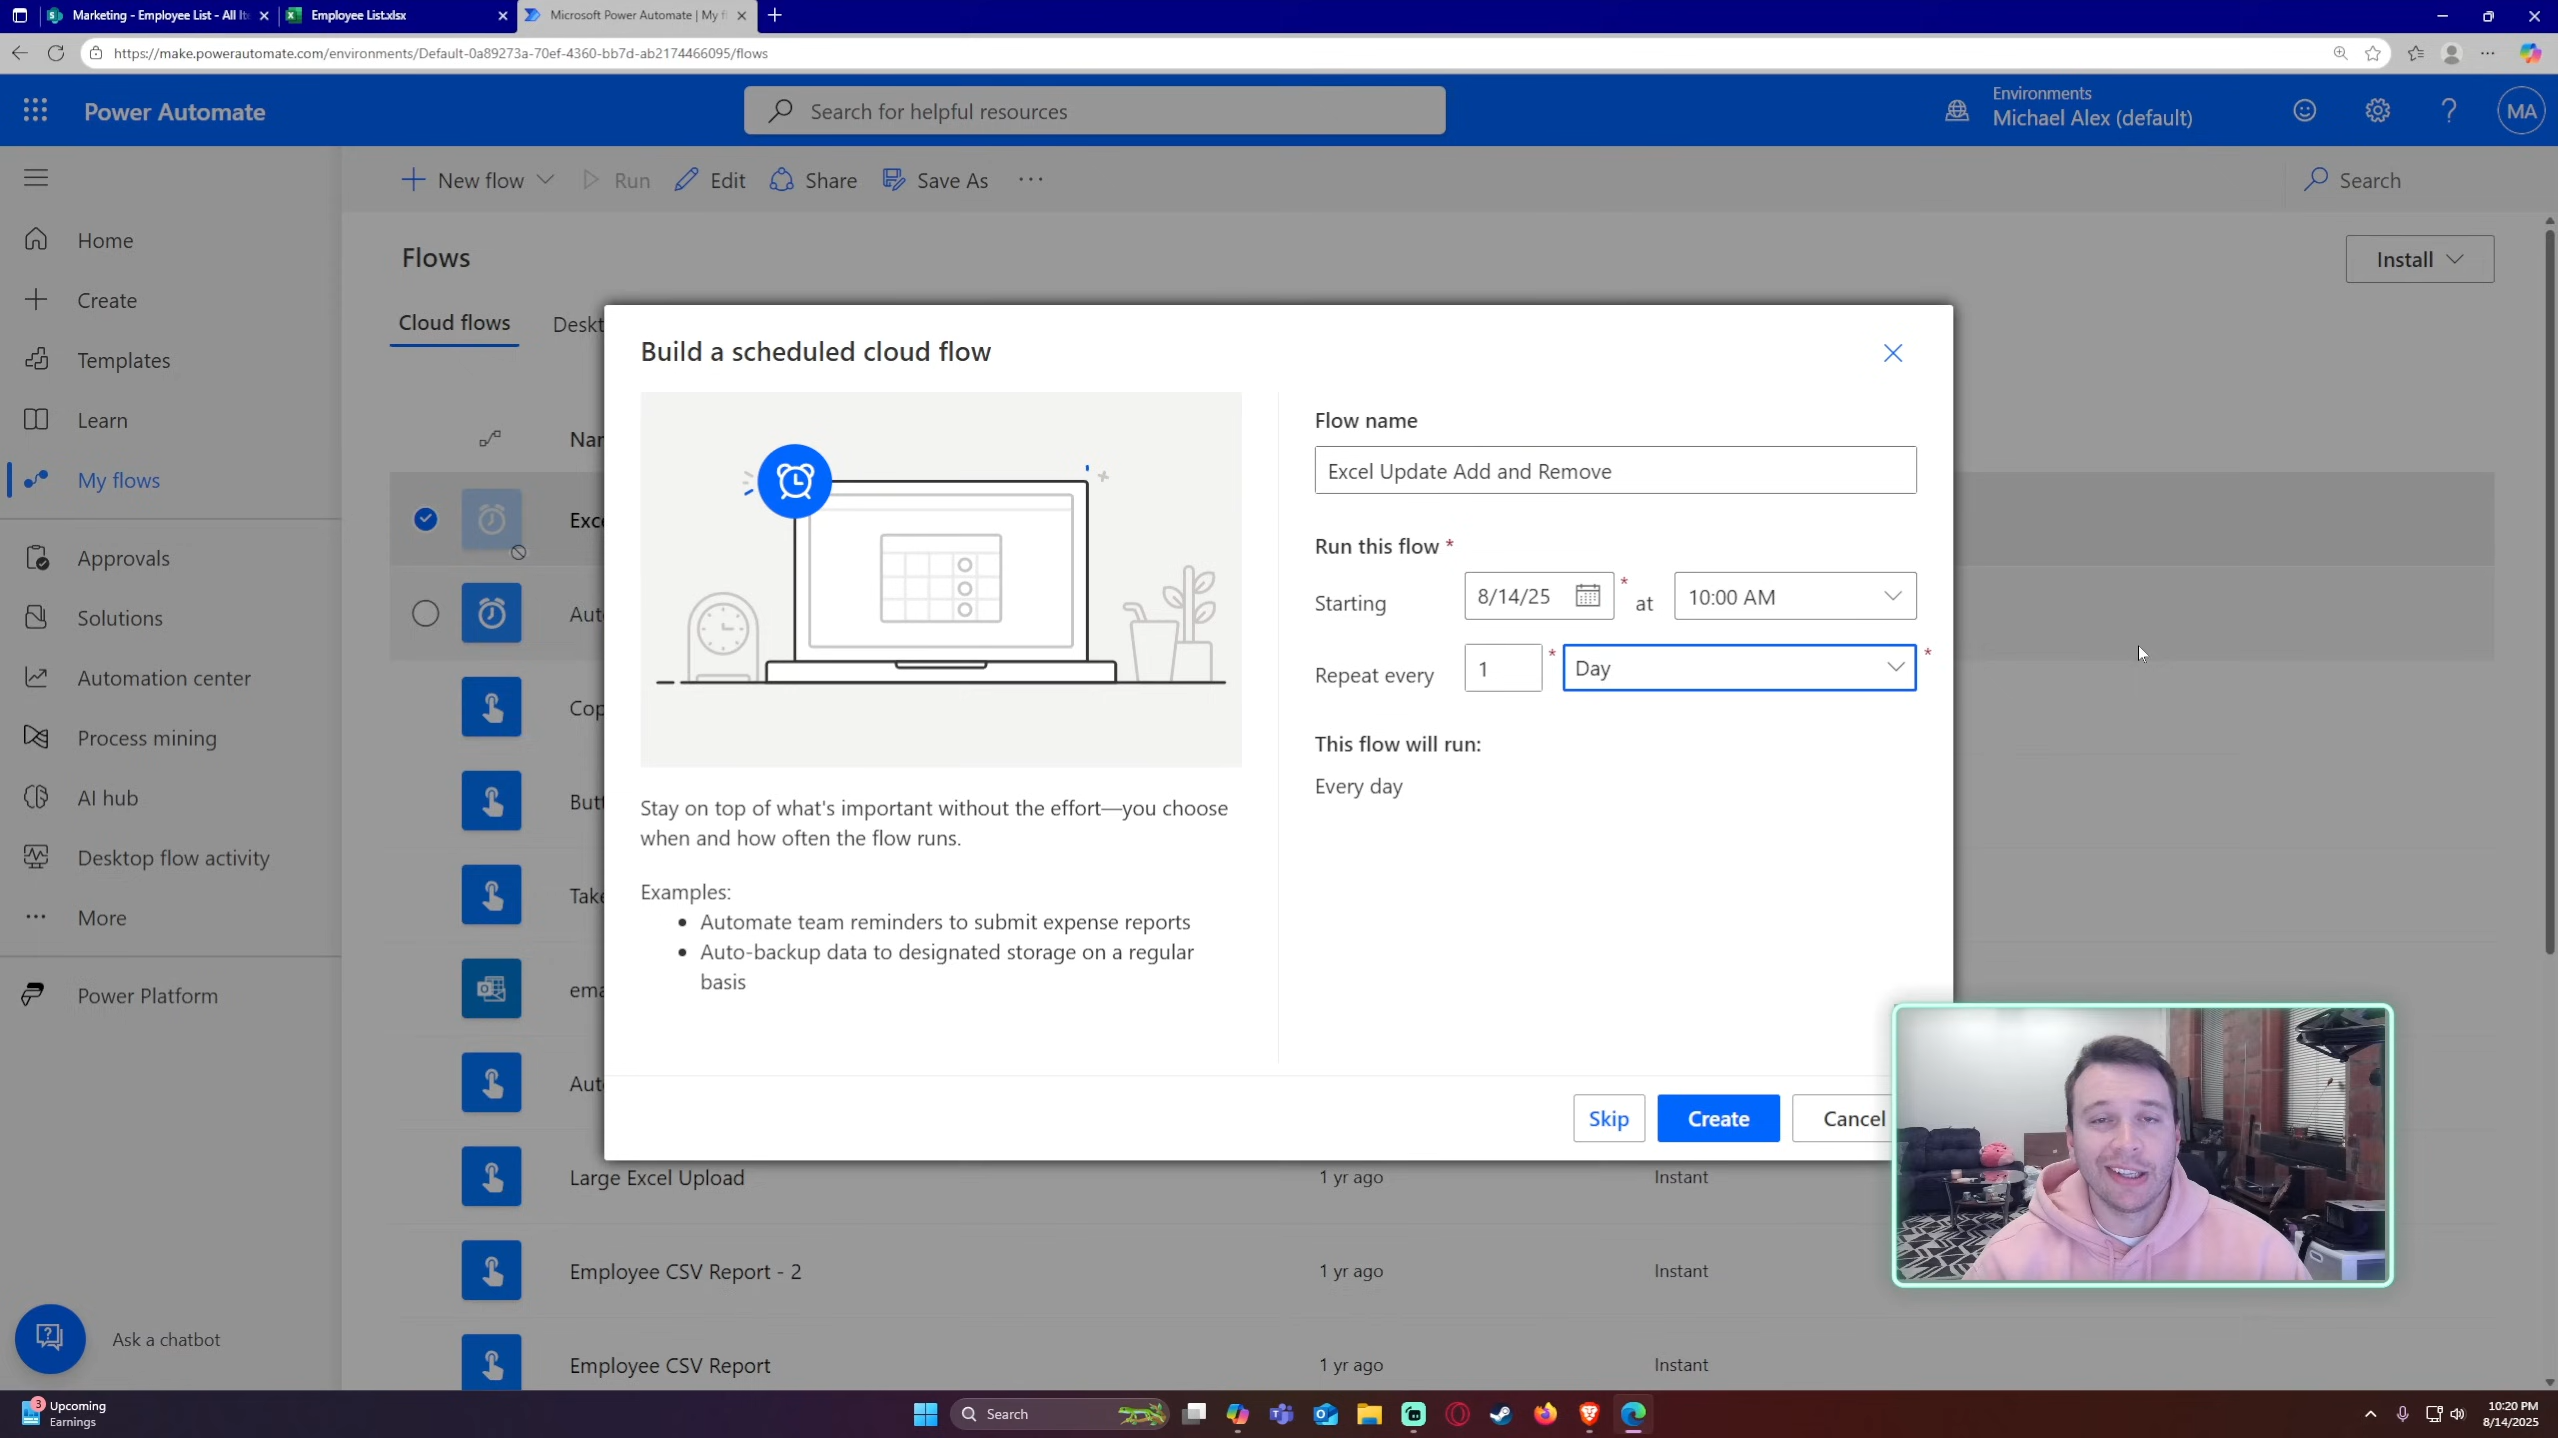 Marketing - Employee List - All Ite
Employee List.xlsx
Microsoft Power Automate | My f
https://make.powerautomate.com/environments/Default-0a89273a-70ef-4360-bb7d-ab2174466095/flows
Power Automate
Search for helpful resources
Environments
Michael Alex (default)
MA
New flow
Run
Edit
Share
Save As
Search
Home
Create
Templates
Learn
My flows
Approvals
Solutions
Automation center
Process mining
AI hub
Desktop flow activity
More
Power Platform
Ask a chatbot
Flows
Install
Cloud flows
Deskt
Nar
Exce
Auto
Cop
Butt
Take
ema
Auto
Large Excel Upload
1 yr ago
Instant
Employee CSV Report - 2
1 yr ago
Instant
Employee CSV Report
1 yr ago
Instant
Build a scheduled cloud flow
Stay on top of what's important without the effort—you choose
when and how often the flow runs.
Examples:
• Automate team reminders to submit expense reports
• Auto-backup data to designated storage on a regular
basis
Flow name
Excel Update Add and Remove
Run this flow *
Starting
8/14/25
*
at
10:00 AM
Repeat every
1
*
Day
*
This flow will run:
Every day
Skip
Create
Cancel
3
Upcoming
Earnings
Search
10:20 PM
8/14/2025